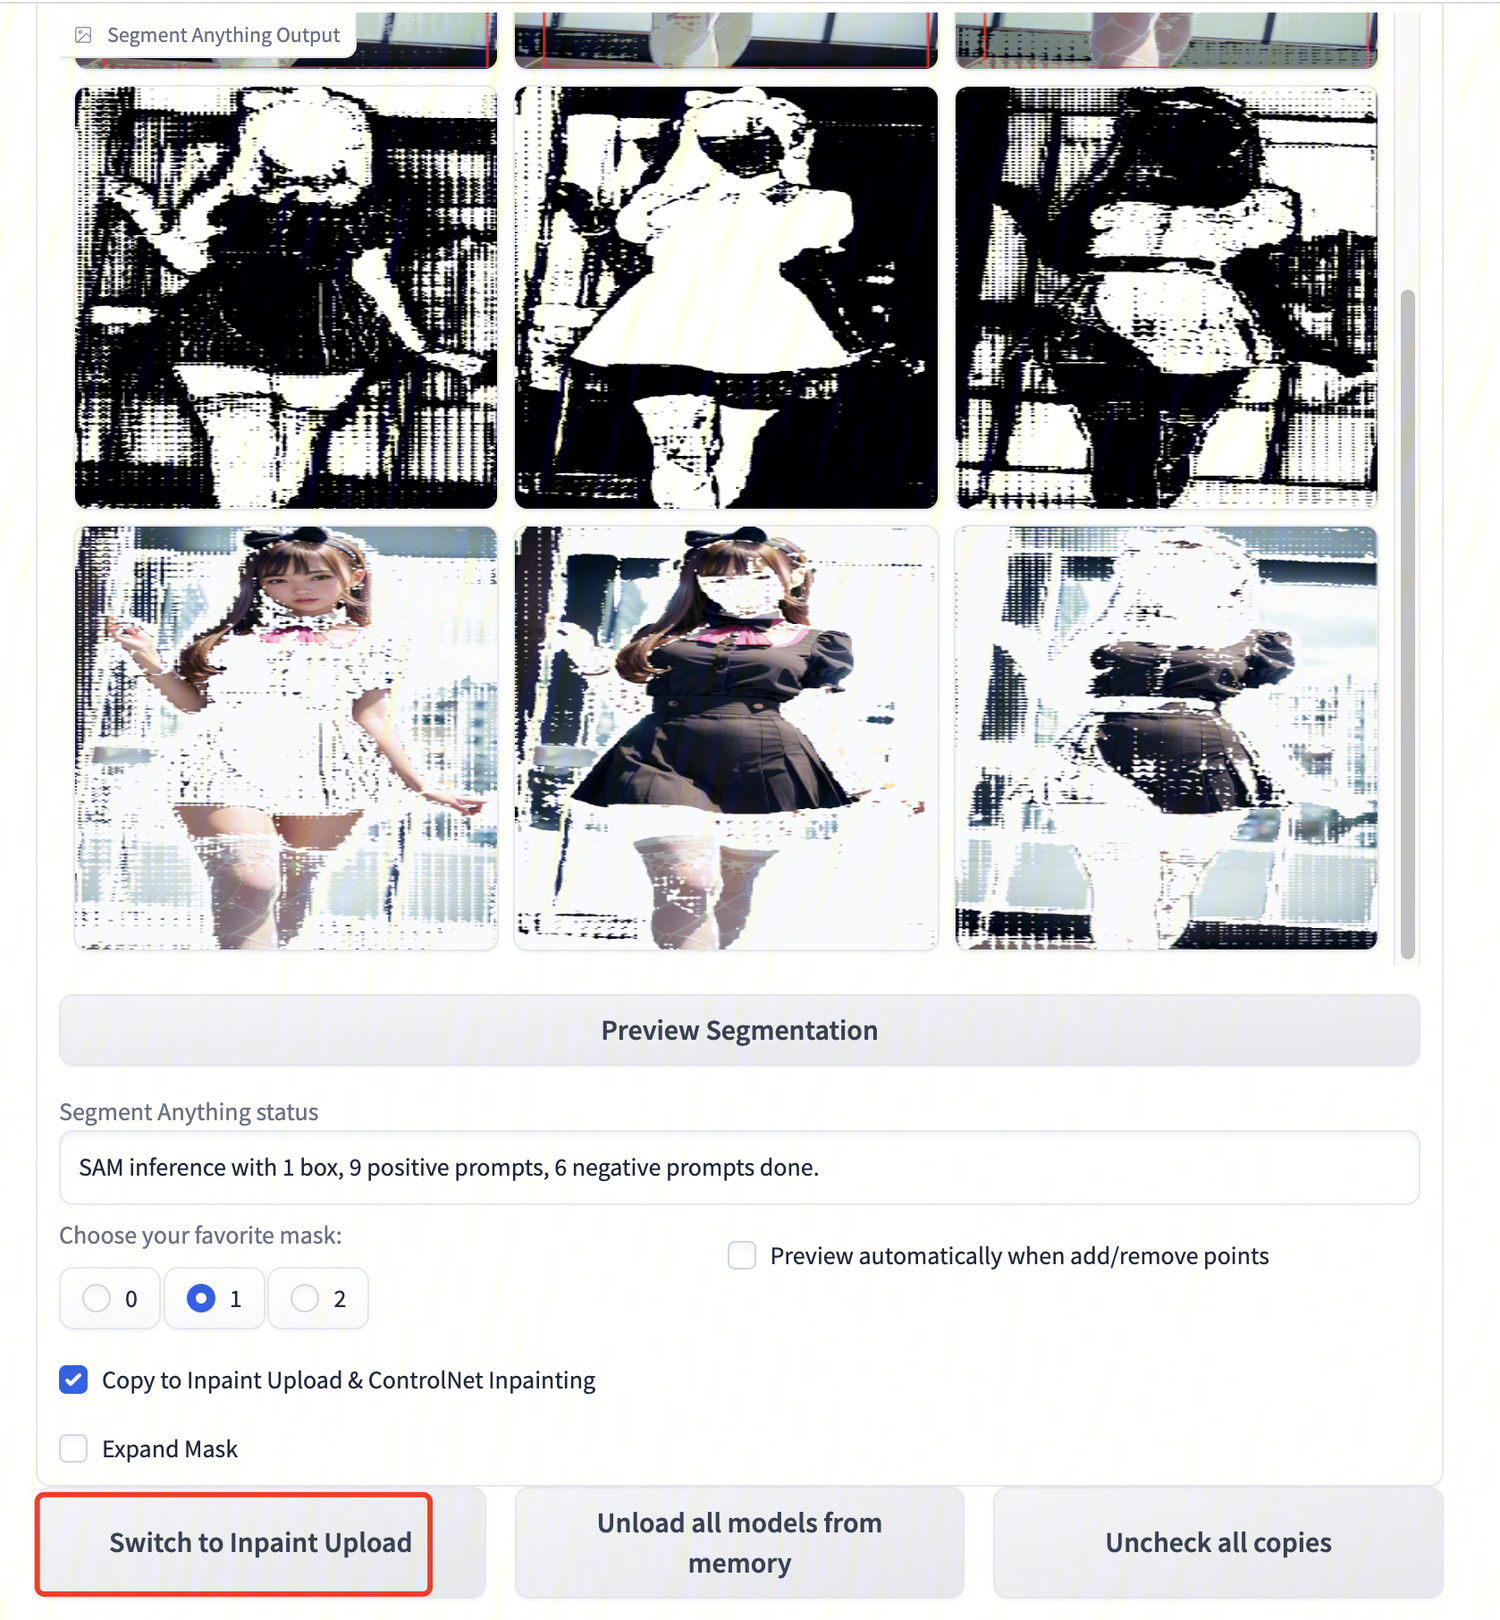 Segment Anything Output
Preview Segmentation
Segment Anything status
SAM inference with 1 box, 9 positive prompts, 6 negative prompts done.
Choose your favorite mask:
Preview automatically when add/remove points
0 1 2
Copy to Inpaint Upload & ControlNet Inpainting
Expand Mask
Switch to Inpaint Upload
Unload all models from
memory
Uncheck all copies